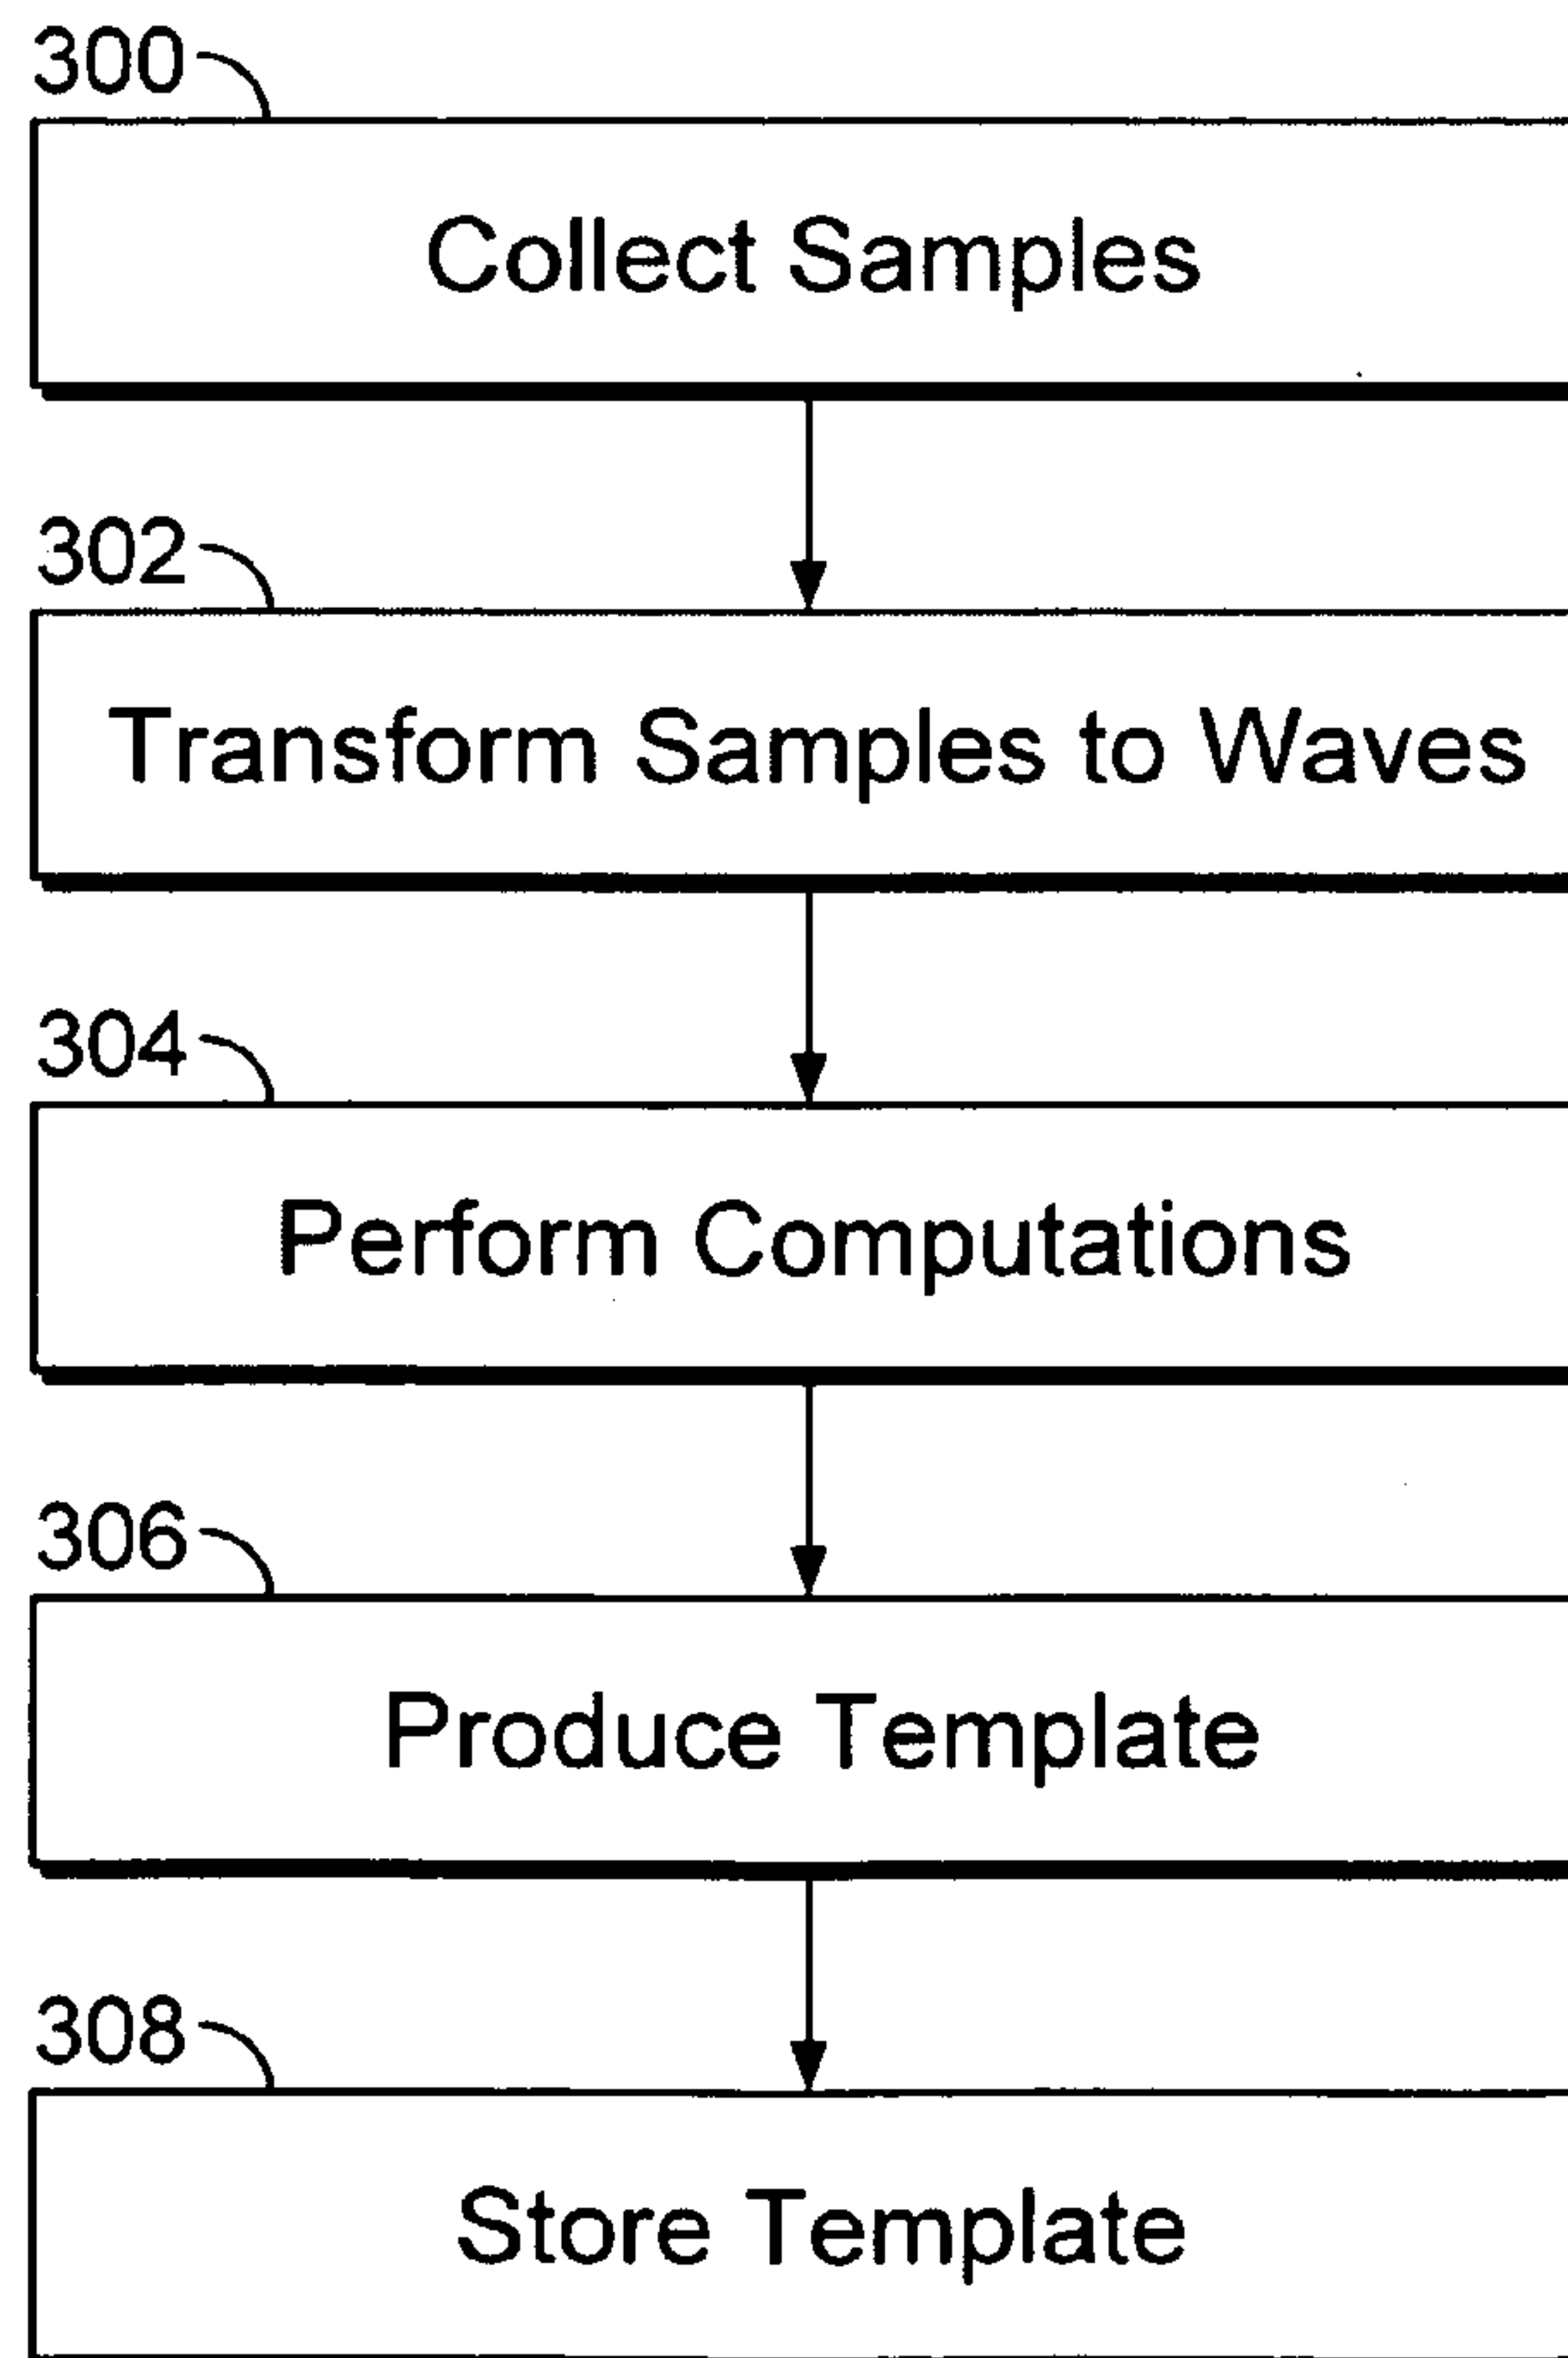 300
Collect Samples
302
Transform Samples to Waves
304
Perform Computations
306
Produce Template
308
Store Template